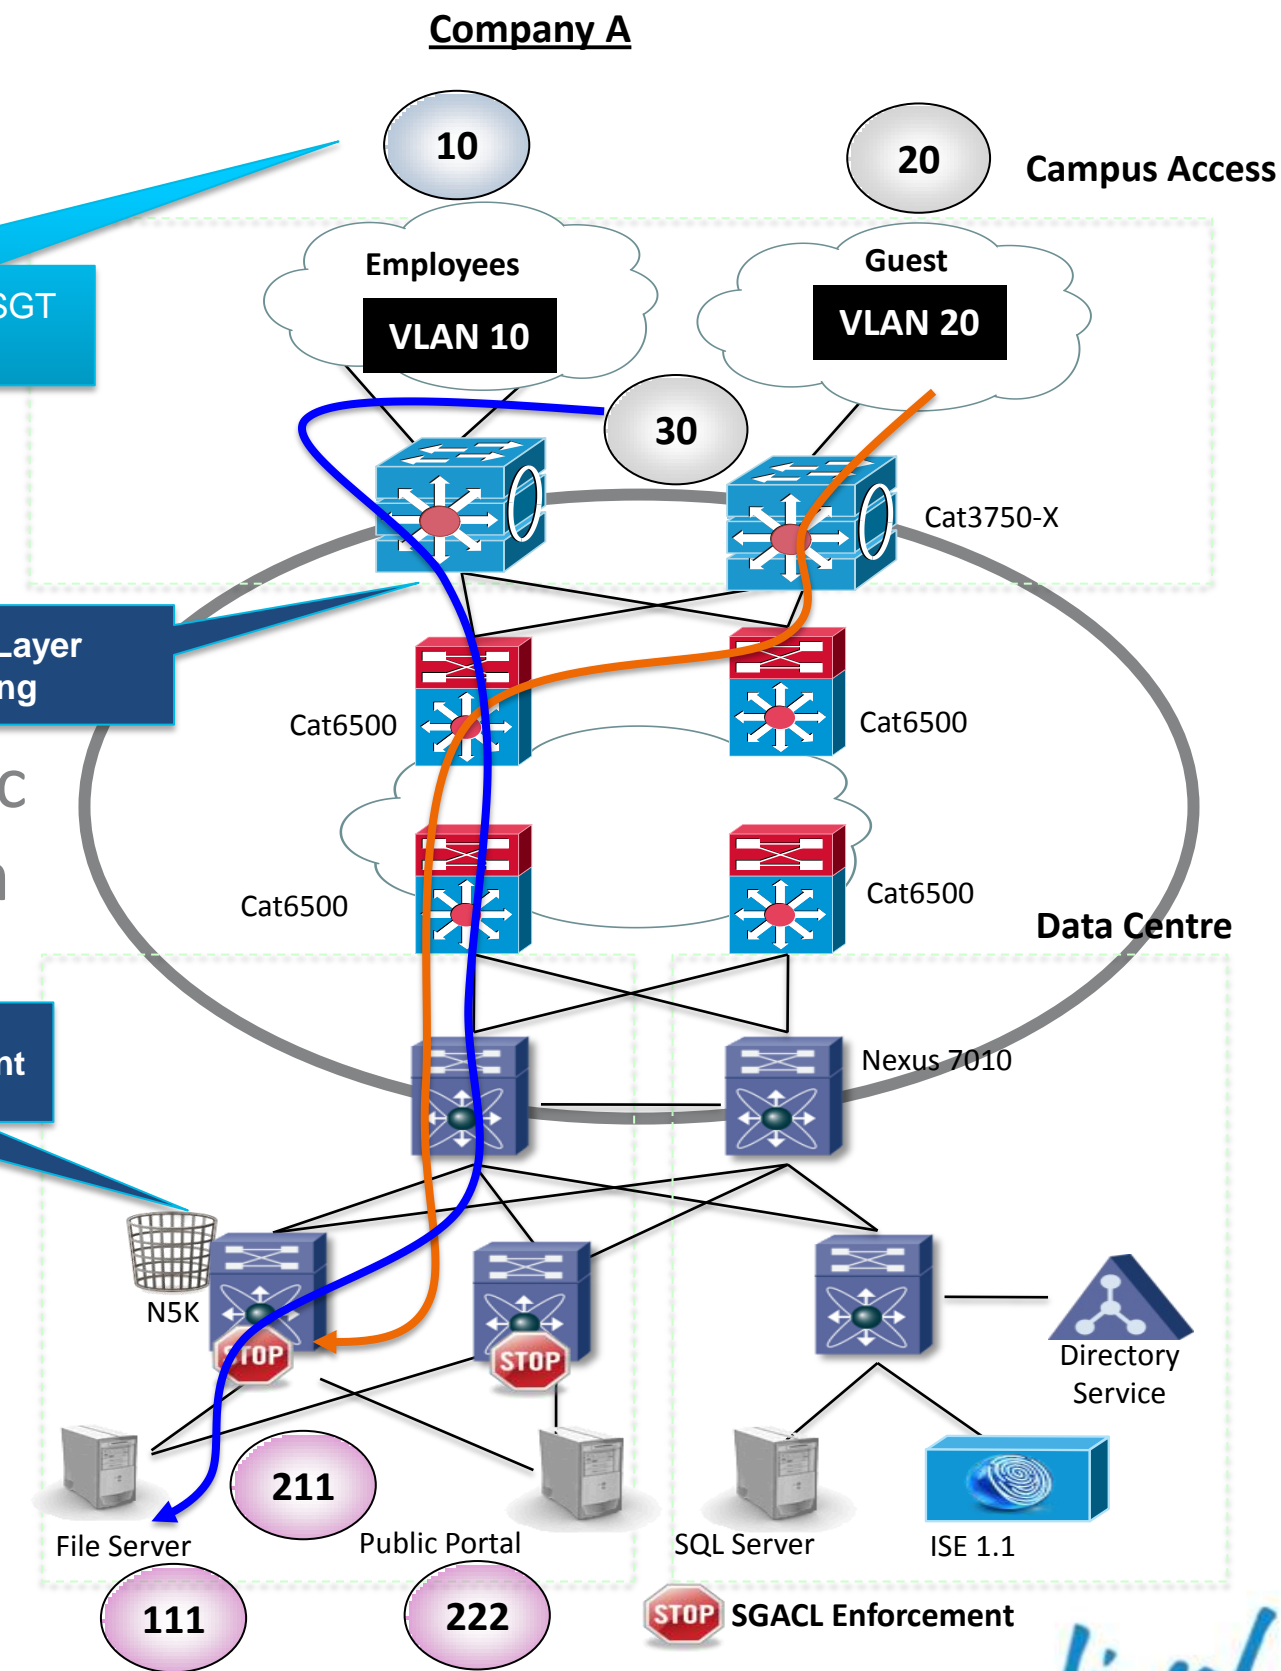 Company A
10
20
Campus Access
Employees
Guest
SGT
VLAN 10
VLAN 20
30
Cat3750-X
Layer
Cat6500
Cat6500
Cat6500
Cat6500
Data Centre
Nexus 7010
N5K
STOP
STOP
Directory
Service
211
File Server
Public Portal
SQL Server
ISE 1.1
111
222
STOP SGACL Enforcement